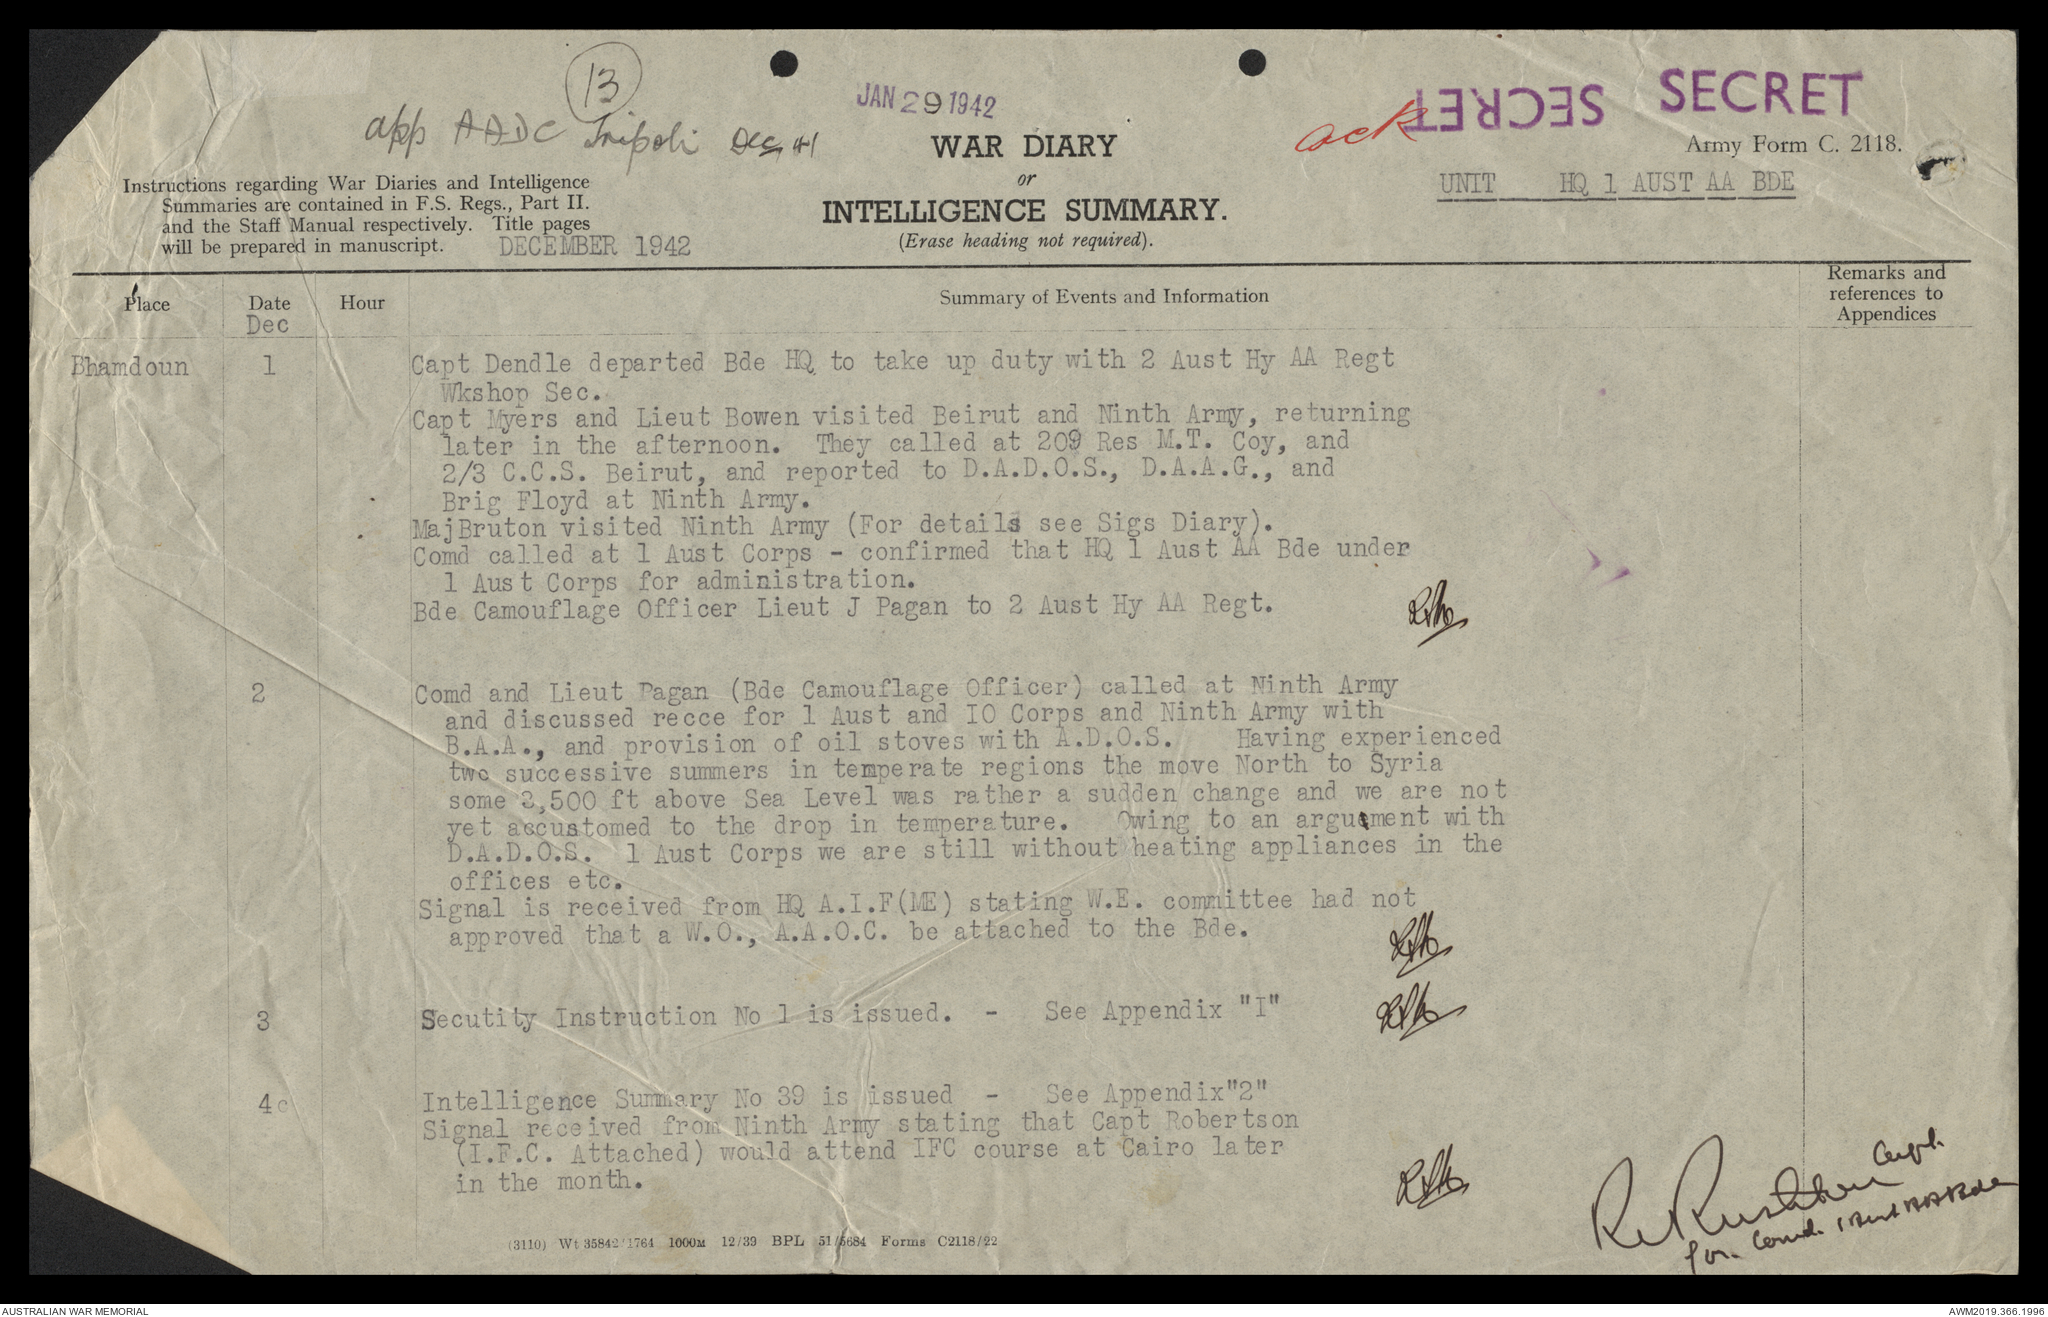 13
app AADC Tripoli Dec 41
JAN 29 1942
SECRET
SECRET
ack
Army Form C. 2118.
WAR DIARY
or
INTELLIGENCE SUMMARY.
(Erase heading not required).
UNIT HQ 1 AUST AA BDE
Instructions regarding War Diaries and Intelligence
Summaries are contained in F.S. Regs., Part II.
and the Staff Manual respectively. Title pages
will be prepared in manuscript.
DECEMBER 1942
Place
Date
Hour
Summary of Events and Information
Remarks and
references to
Appendices
Dec
Bhamdoun
1
Capt Dendle departed Bde HQ to take up duty with 2 Aust Hy AA Regt
Wkshop Sec.
Capt Myers and Lieut Bowen visited Beirut and Ninth Army, returning
later in the afternoon. They called at 209 Res M.T. Coy, and
2/3 C.C.S. Beirut, and reported to D.A.D.O.S., D.A.A.G., and
Brig Floyd at Ninth Army.
MajBruton visited Ninth Army (For details see Sigs Diary).
Comd called at 1 Aust Corps - confirmed that HQ 1 Aust AA Bde under
1 Aust Corps for administration.
Bde Camouflage Officer Lieut J Pagan to 2 Aust Hy AA Regt.
2
Comd and Lieut Pagan (Bde Camouflage Officer) called at Ninth Army
and discussed recce for 1 Aust and IO Corps and Ninth Army with
B.A.A., and provision of oil stoves with A.D.O.S. Having experienced
two successive summers in temperate regions the move North to Syria
some 3,500 ft above Sea Level was rather a sudden change and we are not
yet accustomed to the drop in temperature. Owing to an arguement with
D.A.D.O.S. 1 Aust Corps we are still without heating appliances in the
offices etc.
Signal is received from HQ A.I.F(ME) stating W.E. committee had not
approved that a W.O., A.A.O.C. be attached to the Bde.
3
Secutity Instruction No 1 is issued. - See Appendix "I"
4
Intelligence Summary No 39 is issued - See Appendix"2"
Signal received from Ninth Army stating that Capt Robertson
(I.F.C. Attached) would attend IFC course at Cairo later
in the month.
Capt.
for Comd. 1 Aust AA Bde
(3110) Wt 35842/1764 1000M 12/39 BPL 51/5684 Forms C2118/22
AUSTRALIAN WAR MEMORIAL
AWM2019.366.1996